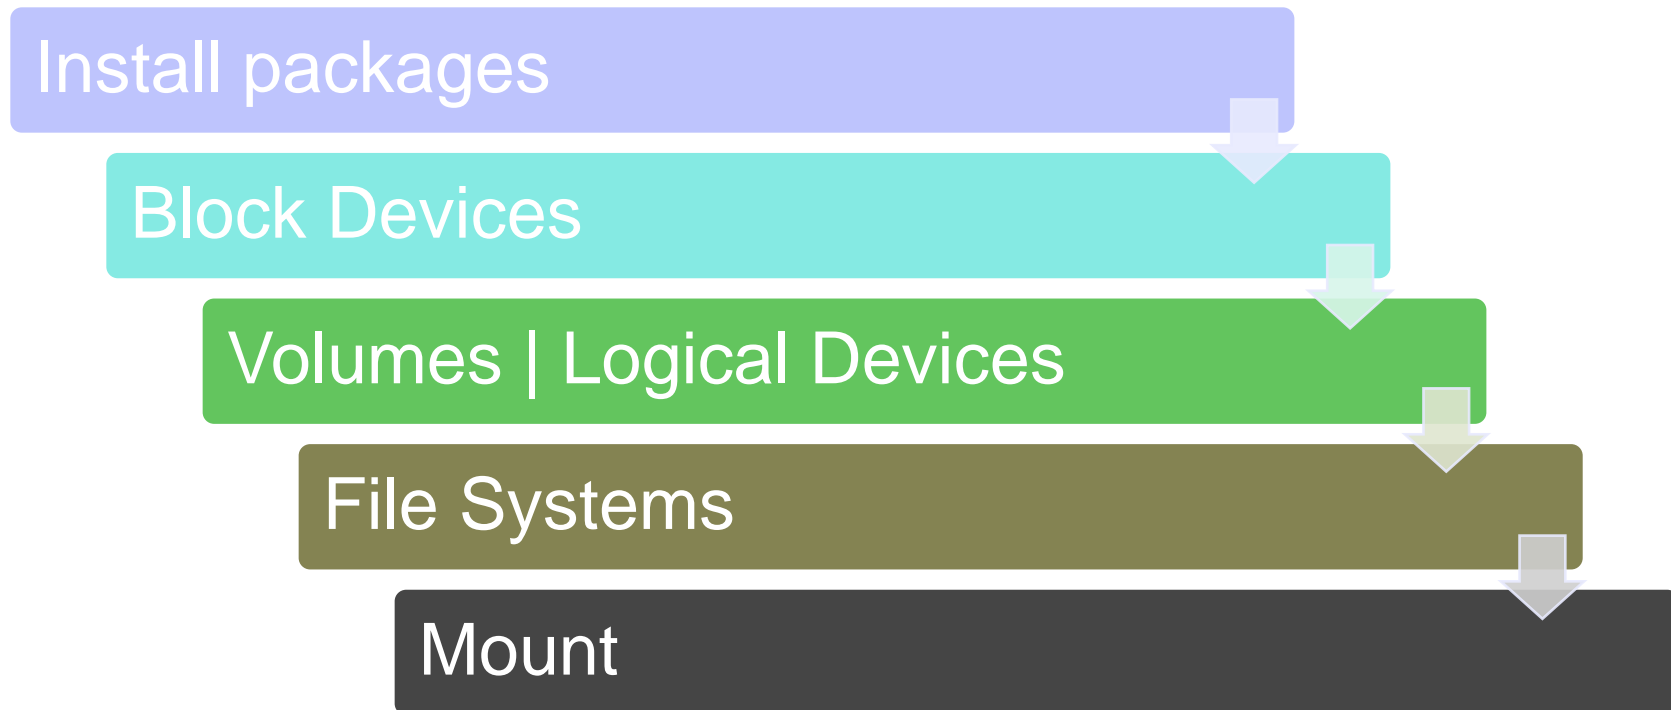 Install packages
Block Devices
Volumes | Logical Devices
File Systems
Mount